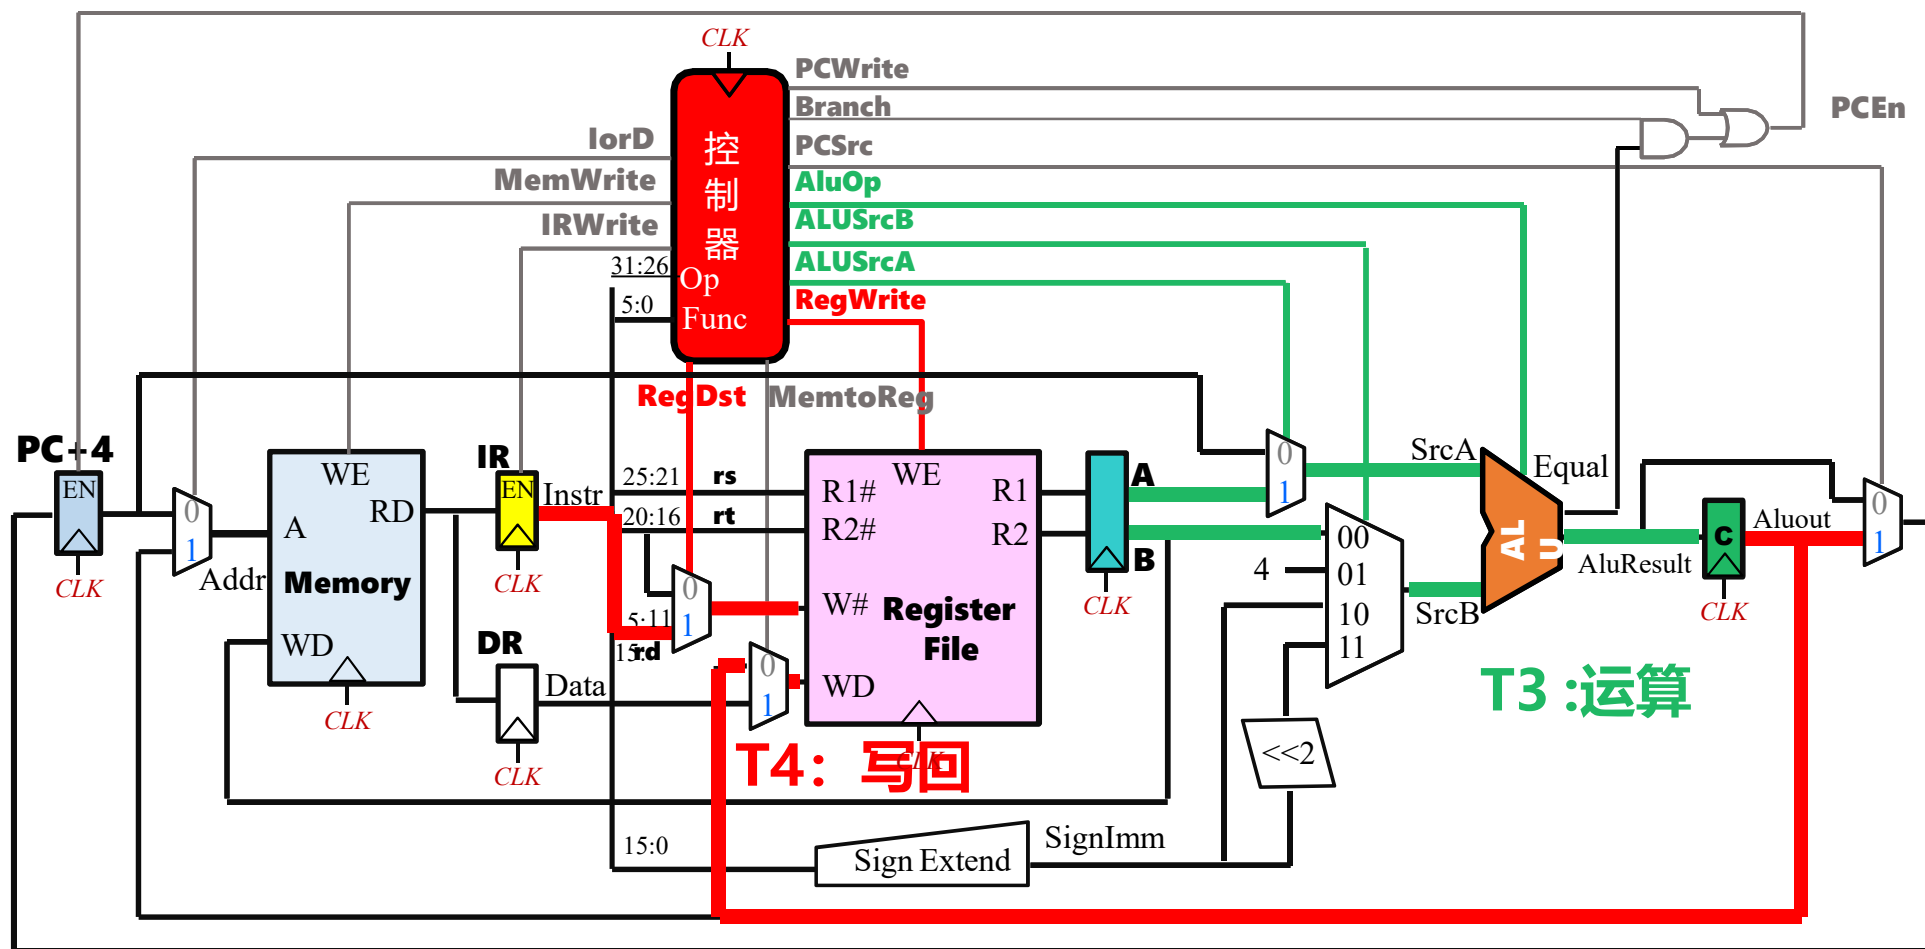 CLK
PCWrite
Branch
PCEn
IorD
控制器
PCSrc
MemWrite
AluOp
IRWrite
ALUSrcB
31:26
Op
ALUSrcA
5:0
Func
RegWrite
RegDst
MemtoReg
PC+4
EN
CLK
0
1
Addr
WE
A
RD
Memory
WD
CLK
IR
EN
Instr
CLK
25:21 rs
20:16 rt
0
1
5:11
15:
rd
DR
Data
CLK
0
1
WE
R1#
R1
R2#
R2
W#
Register
File
WD
CLK
A
B
CLK
0
1
00
4
01
10
11
SrcA
SrcB
ALU
Equal
AluResult
C
CLK
Aluout
0
1
T3 :运算
T4：写回
<<2
15:0
Sign Extend
SignImm